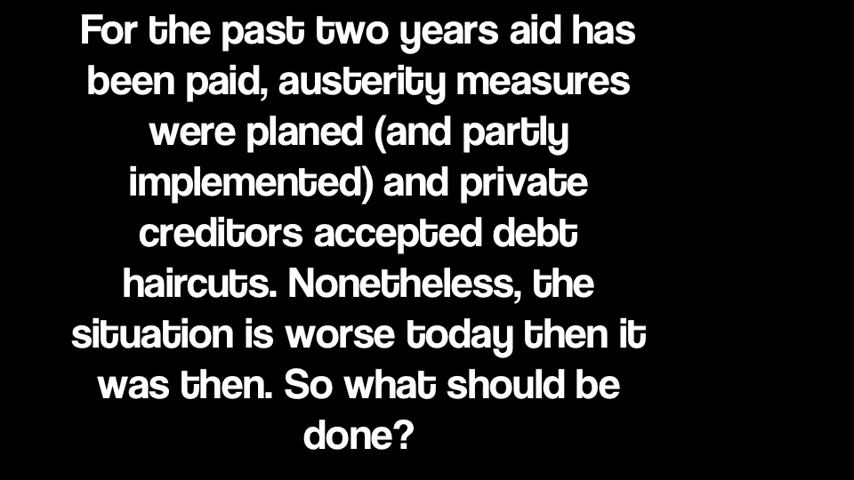 For the past two years aid has
been paid, austerity measures
were planed (and partly
implemented) and private
creditors accepted debt
haircuts. Nonetheless, the
situation is worse today then it
was then. So what should be
done?